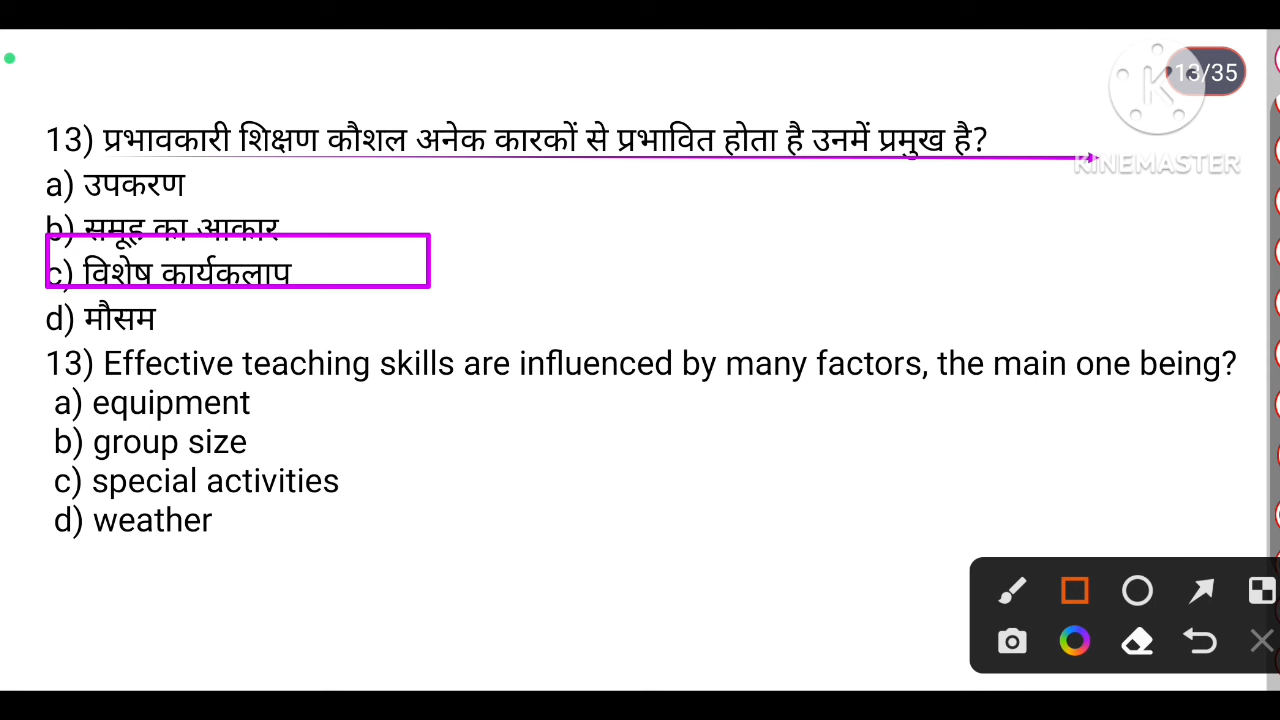 13/35
KINEMASTER
13) प्रभावकारी शिक्षण कौशल अनेक कारकों से प्रभावित होता है उनमें प्रमुख है?
a) उपकरण
b) समूह का आकार
c) विशेष कार्यकलाप
d) मौसम
13) Effective teaching skills are influenced by many factors, the main one being?
a) equipment
b) group size
c) special activities
d) weather